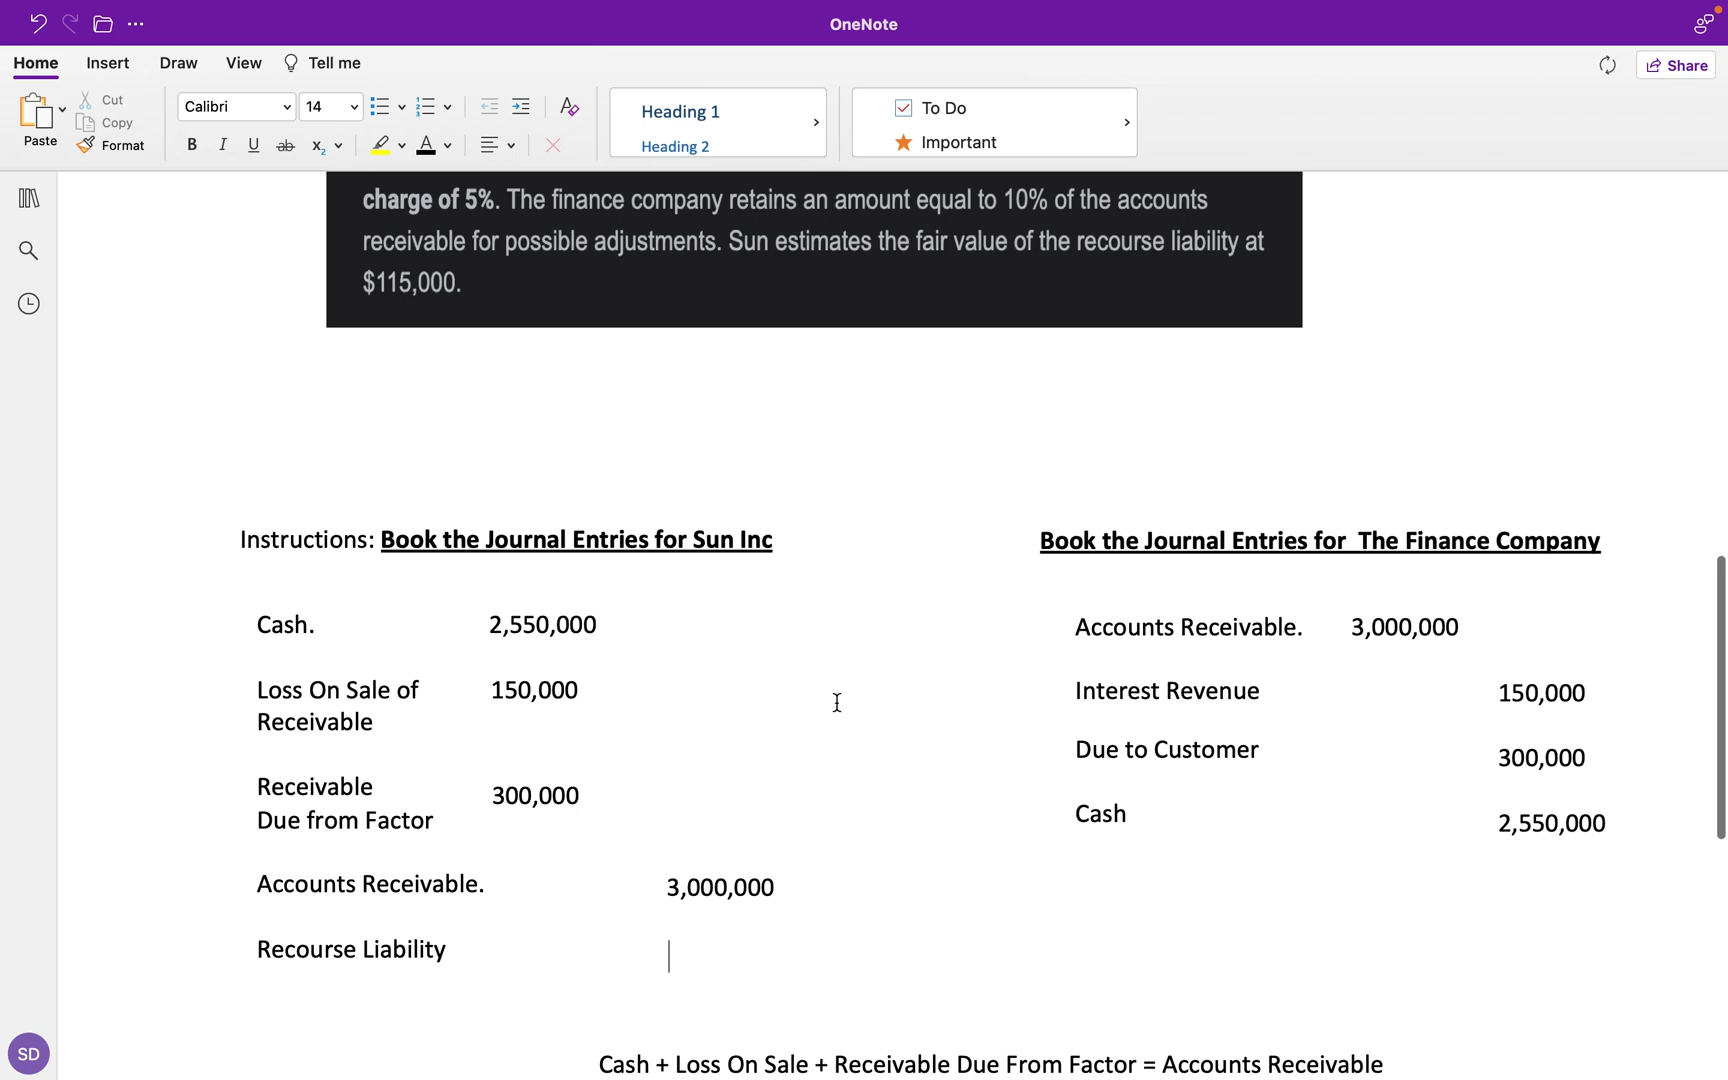 OneNote
Home Insert Draw View Tell me
Share
Paste
Cut
Copy
Format
Calibri 14
B I U ab x₂ A
Heading 1
Heading 2
To Do
Important
charge of 5%. The finance company retains an amount equal to 10% of the accounts
receivable for possible adjustments. Sun estimates the fair value of the recourse liability at
$115,000.
Instructions: Book the Journal Entries for Sun Inc
Cash. 2,550,000
Loss On Sale of 150,000
Receivable
Receivable 300,000
Due from Factor
Accounts Receivable. 3,000,000
Recourse Liability
Book the Journal Entries for The Finance Company
Accounts Receivable. 3,000,000
Interest Revenue 150,000
Due to Customer 300,000
Cash 2,550,000
Cash + Loss On Sale + Receivable Due From Factor = Accounts Receivable
SD